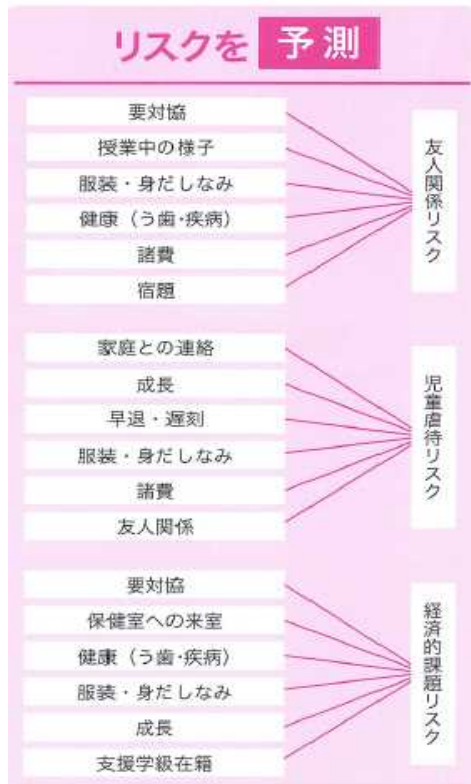 リスクを 予測
要対協
授業中の様子
服装・身だしなみ
健康（う歯・疾病）
諸費
宿題
友人関係リスク
家庭との連絡
成長
早退・遅刻
服装・身だしなみ
諸費
友人関係
児童虐待リスク
要対協
保健室への来室
健康（う歯・疾病）
服装・身だしなみ
成長
支援学級在籍
経済的課題リスク